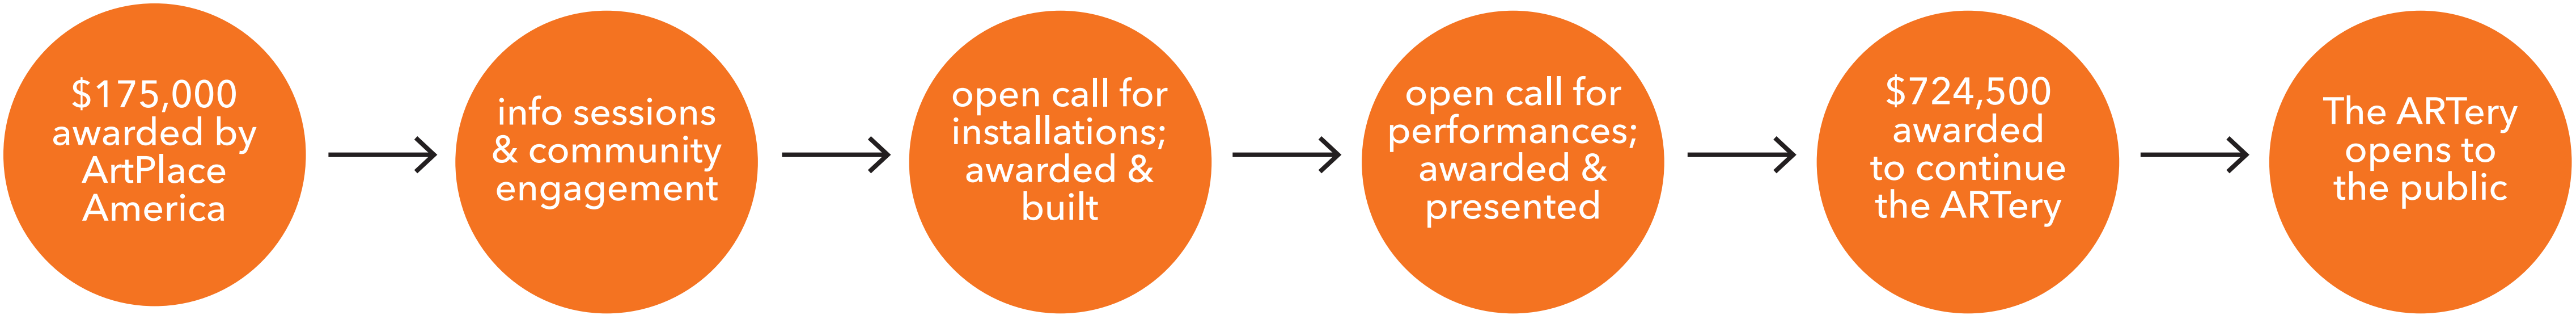 $175,000
awarded by
ArtPlace
America
info sessions
& community
engagement
open call for
installations;
awarded &
built
open call for
performances;
awarded &
presented
$724,500
awarded
to continue
the ARTery
The ARTery
opens to
the public